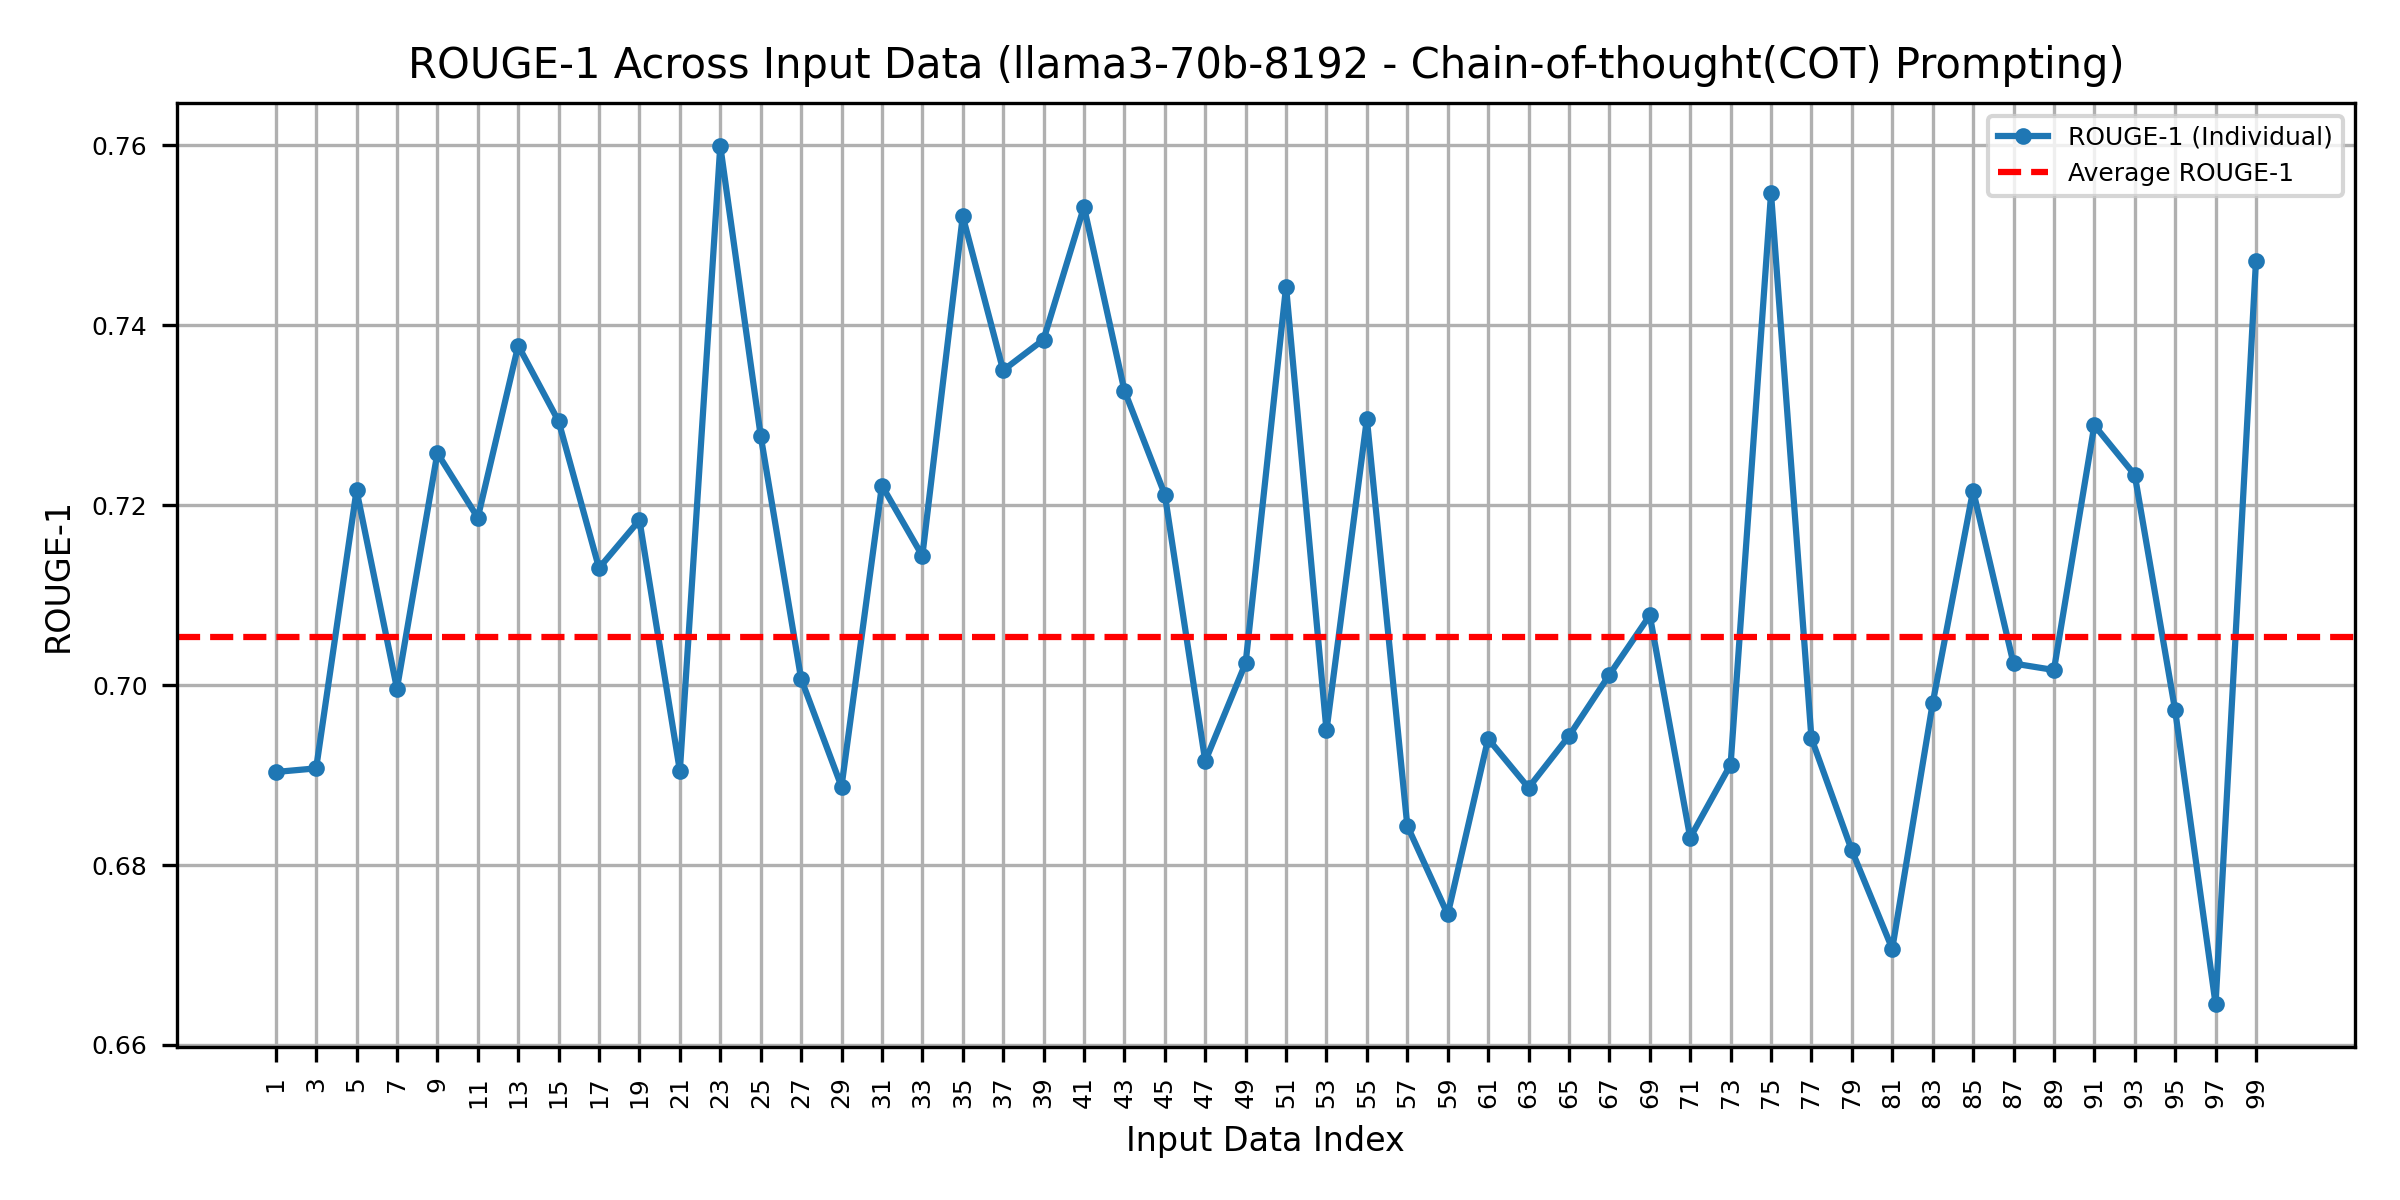 ROUGE-1 Across Input Data (llama3-70b-8192 - Chain-of-thought(COT) Prompting)
ROUGE-1 (Individual)
Average ROUGE-1
ROUGE-1
0.76
0.74
0.72
0.70
0.68
0.66
1 3 5 7 9 11 13 15 17 19 21 23 25 27 29 31 33 35 37 39 41 43 45 47 49 51 53 55 57 59 61 63 65 67 69 71 73 75 77 79 81 83 85 87 89 91 93 95 97 99
Input Data Index